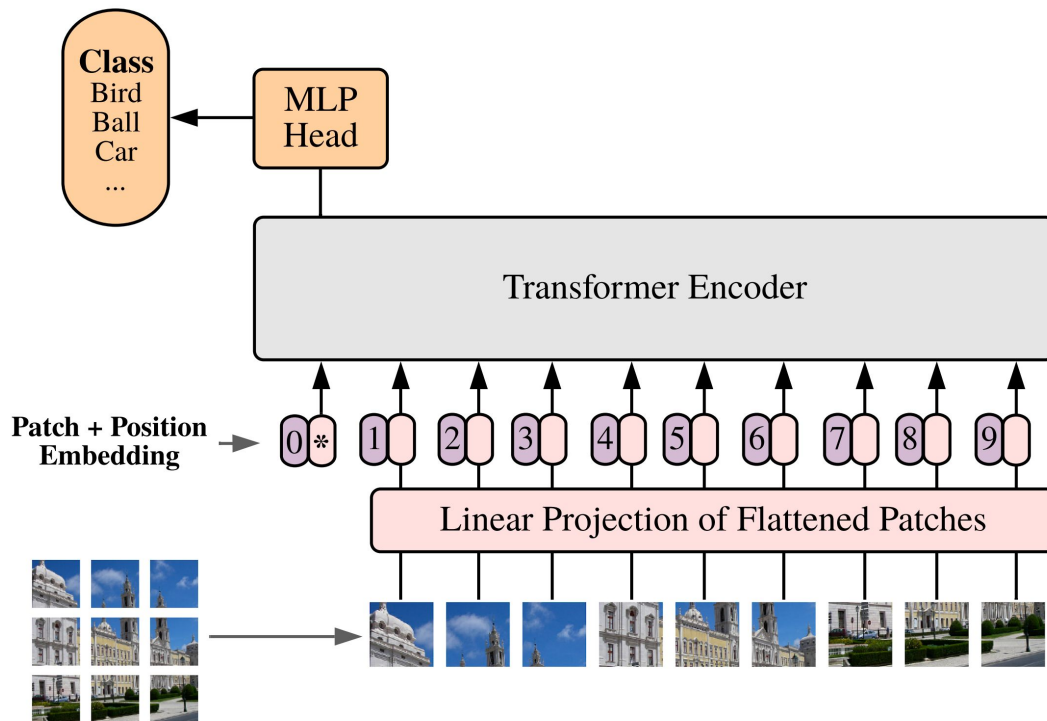 Class
Bird
Ball
Car
...
MLP
Head
Transformer Encoder
Patch + Position
Embedding
0 * 1 2 3 4 5 6 7 8 9
Linear Projection of Flattened Patches